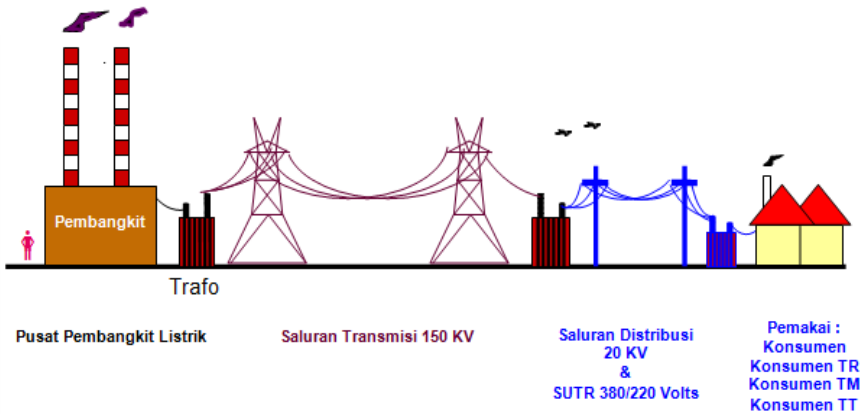 Pembangkit
Trafo
Pusat Pembangkit Listrik
Saluran Transmisi 150 KV
Saluran Distribusi
20 KV
&
SUTR 380/220 Volts
Pemakai :
Konsumen
Konsumen TR
Konsumen TM
Konsumen TT